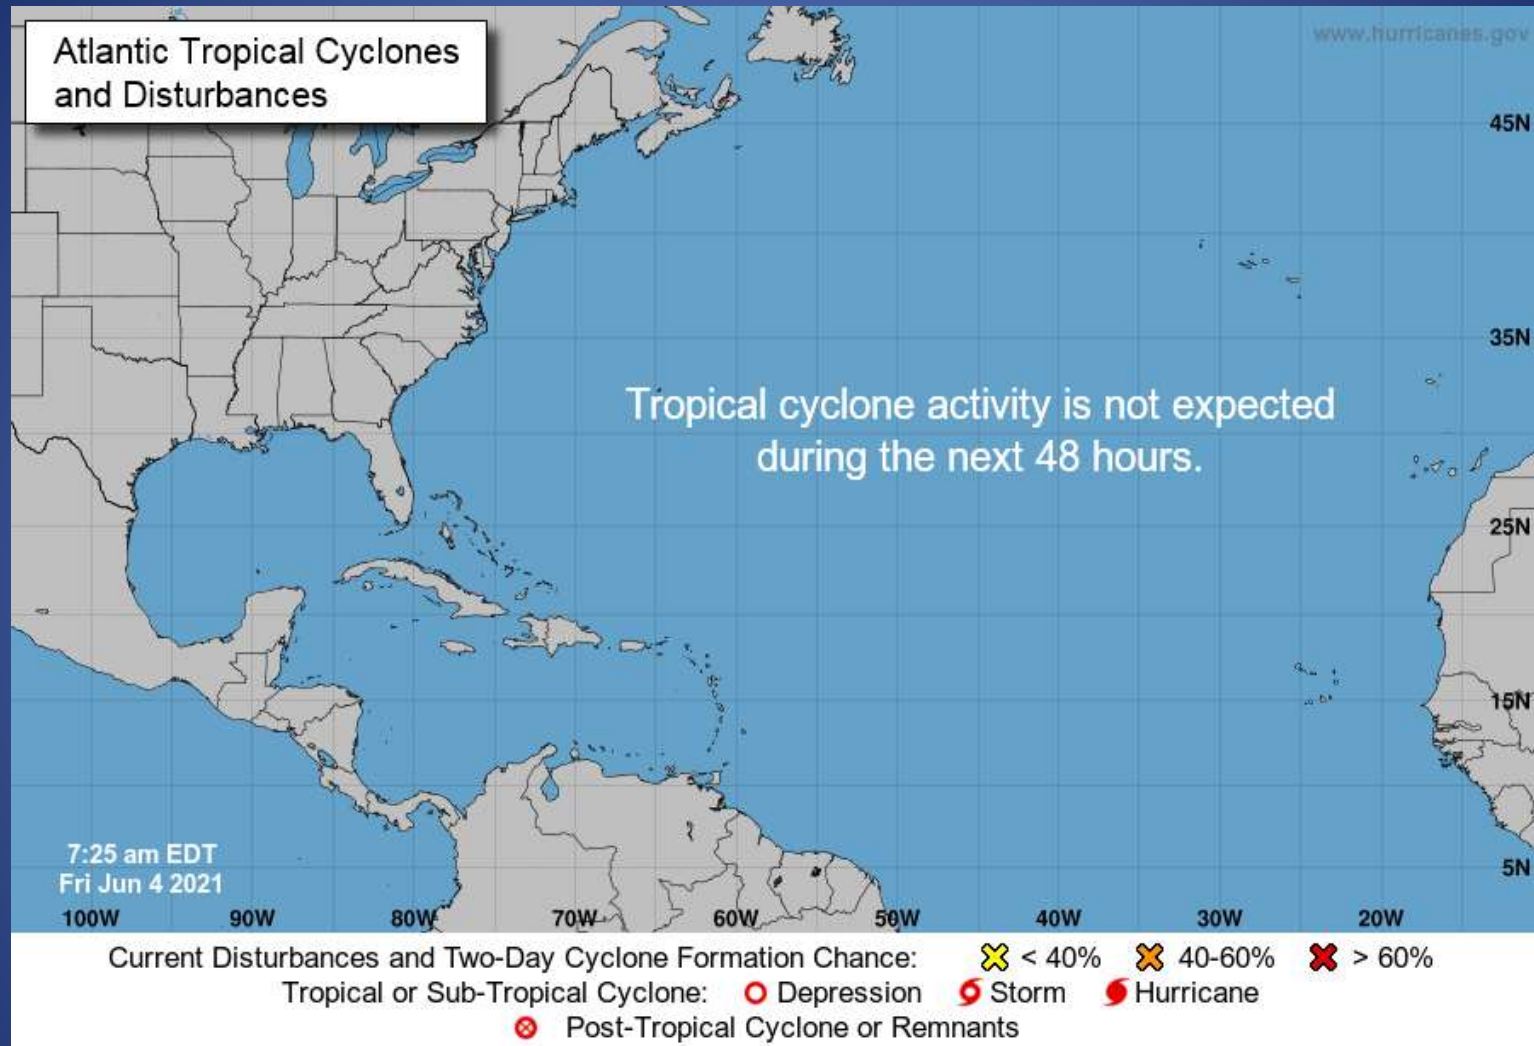 Atlantic Tropical Cyclones
and Disturbances
www.hurricanes.gov
45N
35N
Tropical cyclone activity is not expected
during the next 48 hours.
25N
15N
7:25 am EDT
Fri Jun 4 2021
5N
100W 90W 80W 70W 60W 50W 40W 30W 20W
Current Disturbances and Two-Day Cyclone Formation Chance: < 40% 40-60% > 60%
Tropical or Sub-Tropical Cyclone: Depression Storm Hurricane
Post-Tropical Cyclone or Remnants